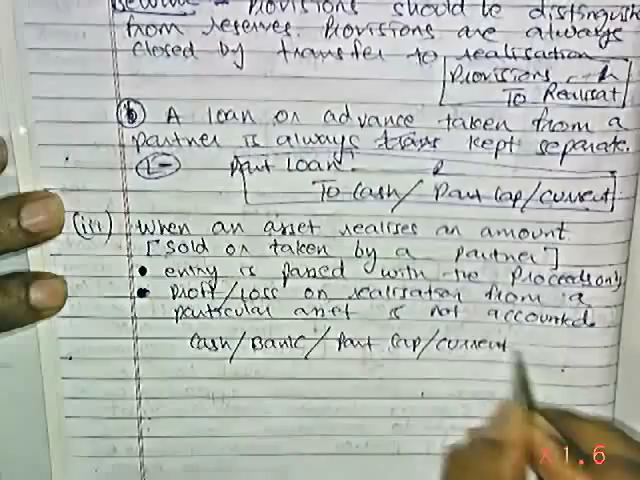 Beware - Provisions should be distinguish
from reserves. Provisions are always
closed by transfer to realisation
Provisions
To Realisat
(b) A loan or advance taken from a
partner is always trans kept separate.
L- Part Loan
To Cash/ Part Cap/current
(iii) When an asset realises an amount
[sold or taken by a partner]
• entry is passed with the Proceeds only
• profit/loss on realisation from a
particular asset is not accounted.
Cash/Bank/ Part Cap/current
X1.6